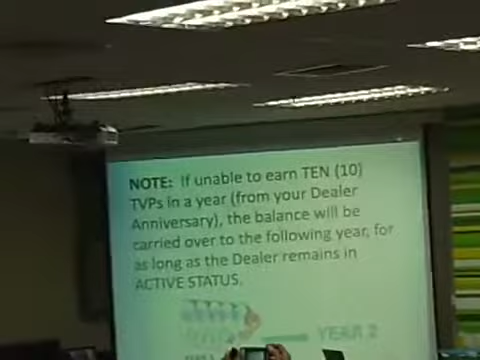 NOTE: If unable to earn TEN (10)
TVPs in a year (from your Dealer
Anniversary), the balance will be
carried over to the following year, for
as long as the Dealer remains in
ACTIVE STATUS.
YEAR 2